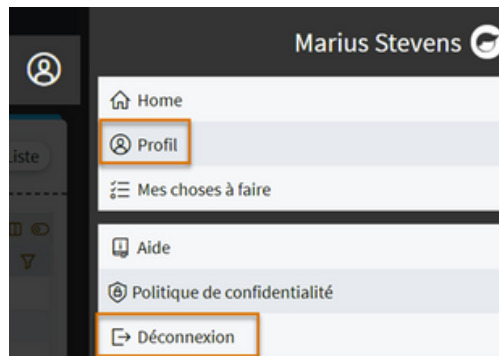 Marius Stevens
Home
Profil
Liste
Mes choses à faire
Aide
Politique de confidentialité
Déconnexion